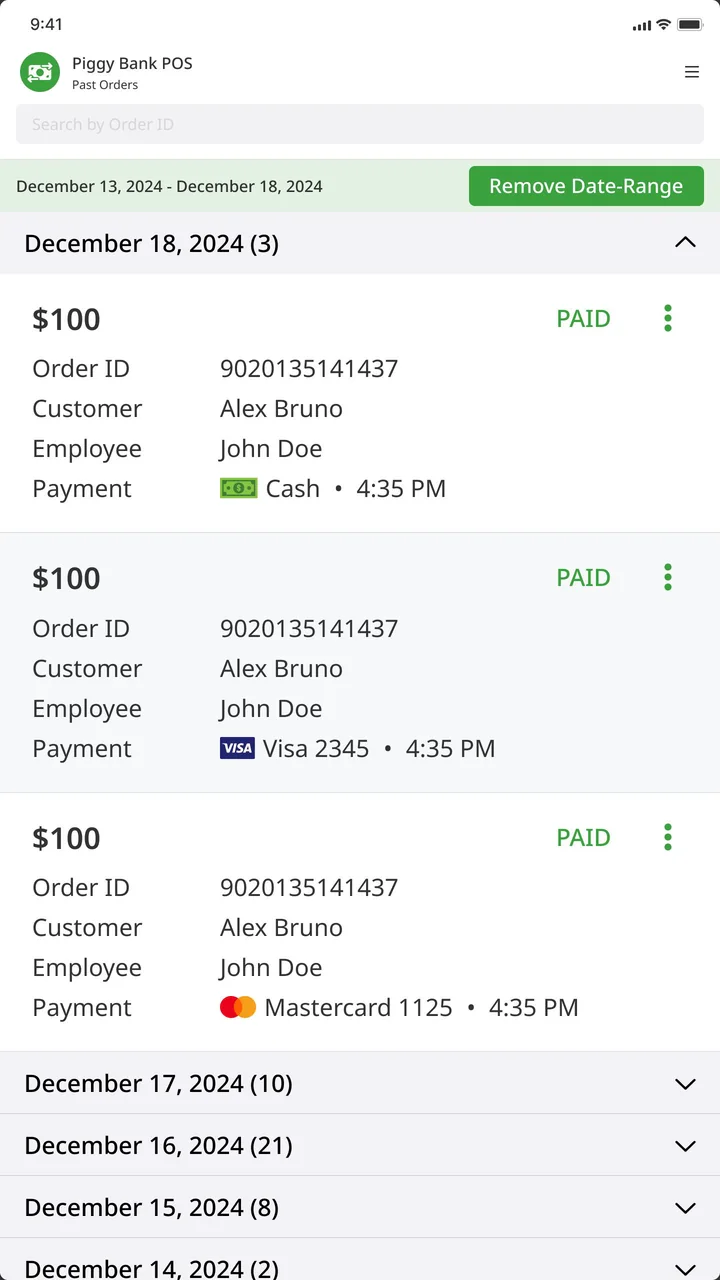 9:41
Piggy Bank POS
Past Orders
Search by Order ID
December 13, 2024 - December 18, 2024
Remove Date-Range
December 18, 2024 (3)
$100 PAID
Order ID 9020135141437
Customer Alex Bruno
Employee John Doe
Payment Cash • 4:35 PM
$100 PAID
Order ID 9020135141437
Customer Alex Bruno
Employee John Doe
Payment VISA Visa 2345 • 4:35 PM
$100 PAID
Order ID 9020135141437
Customer Alex Bruno
Employee John Doe
Payment Mastercard 1125 • 4:35 PM
December 17, 2024 (10)
December 16, 2024 (21)
December 15, 2024 (8)
December 14, 2024 (2)